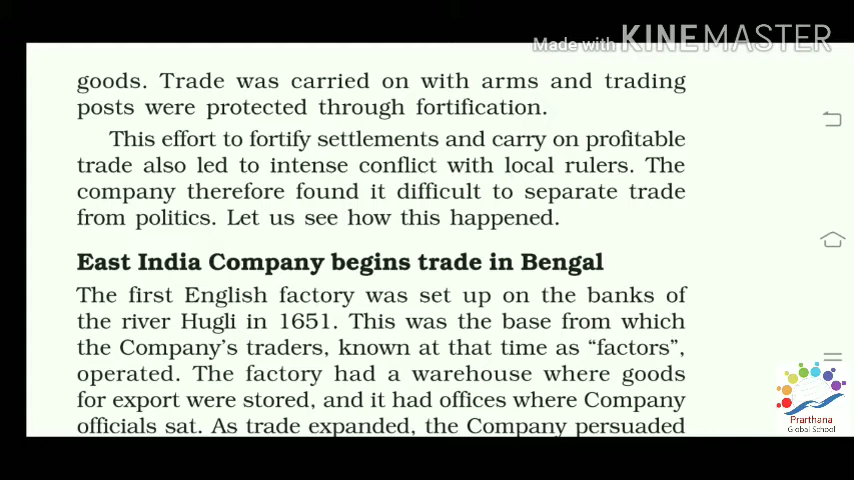 Made with KINEMASTER
goods. Trade was carried on with arms and trading
posts were protected through fortification.
This effort to fortify settlements and carry on profitable
trade also led to intense conflict with local rulers. The
company therefore found it difficult to separate trade
from politics. Let us see how this happened.
East India Company begins trade in Bengal
The first English factory was set up on the banks of
the river Hugli in 1651. This was the base from which
the Company's traders, known at that time as “factors”,
operated. The factory had a warehouse where goods
for export were stored, and it had offices where Company
officials sat. As trade expanded, the Company persuaded
Prarthana
Global School